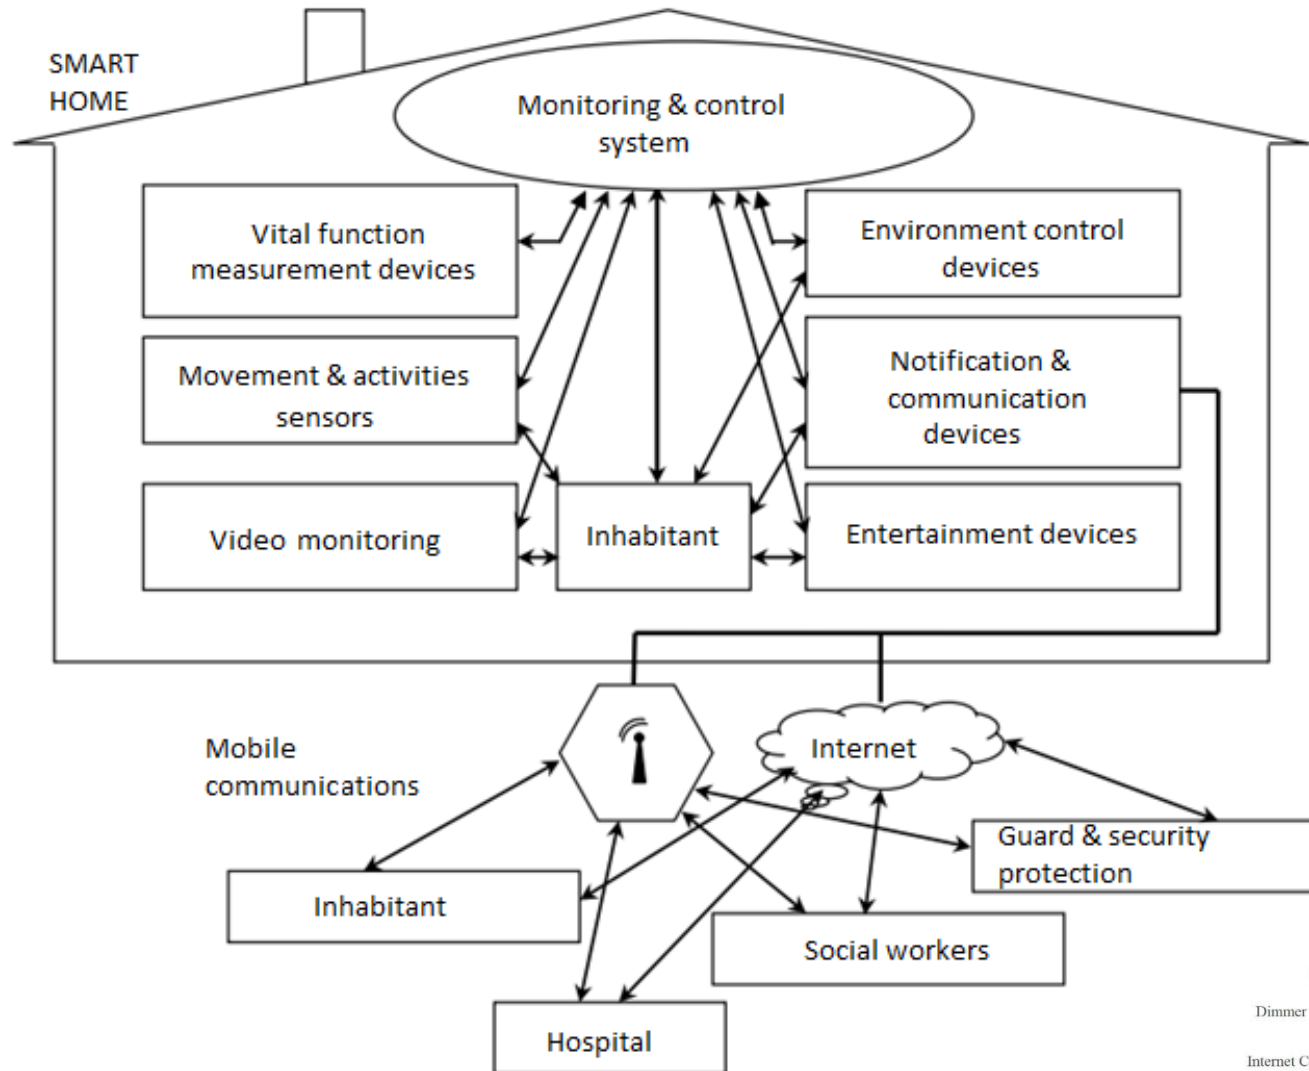 SMART
HOME
Monitoring & control
system
Vital function
measurement devices
Environment control
devices
Movement & activities
sensors
Notification &
communication
devices
Video monitoring
Inhabitant
Entertainment devices
Mobile
communications
Internet
Guard & security
protection
Inhabitant
Social workers
Hospital
Dimmer
Internet C